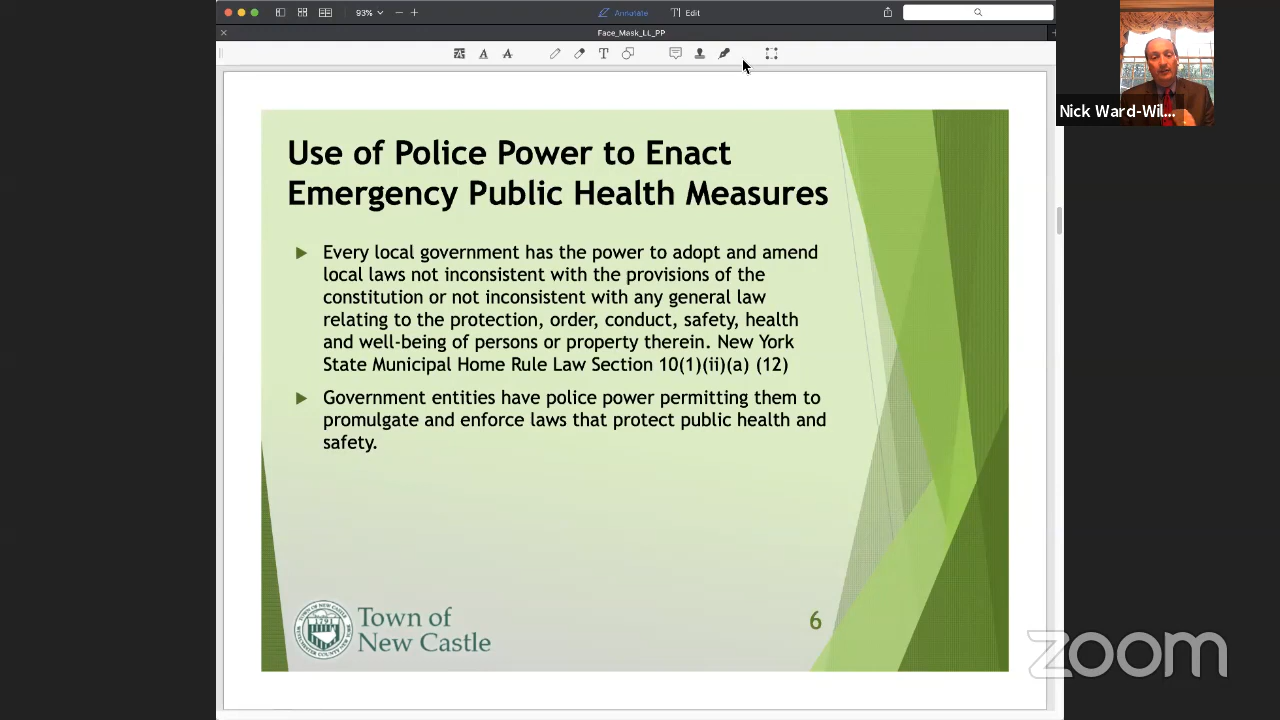 93%
Annotate
Edit
Face_Mask_LL_PP
Nick Ward-Wil...
Use of Police Power to Enact
Emergency Public Health Measures
Every local government has the power to adopt and amend
local laws not inconsistent with the provisions of the
constitution or not inconsistent with any general law
relating to the protection, order, conduct, safety, health
and well-being of persons or property therein. New York
State Municipal Home Rule Law Section 10(1)(ii)(a) (12)
Government entities have police power permitting them to
promulgate and enforce laws that protect public health and
safety.
1791
Town of
New Castle
6
zoom